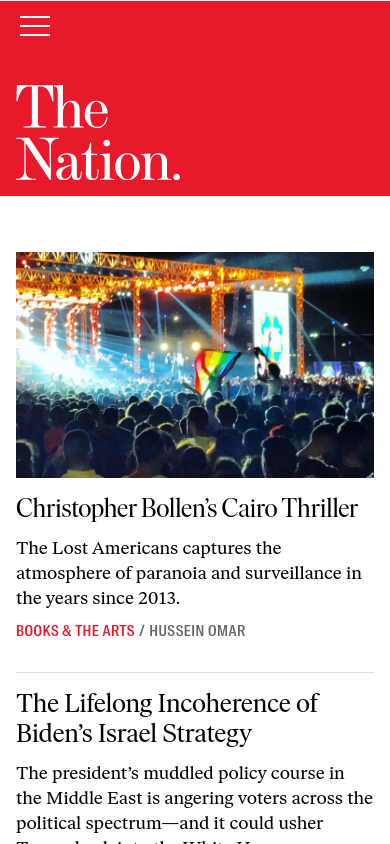 The
Nation.
Christopher Bollen’s Cairo Thriller
The Lost Americans captures the
atmosphere of paranoia and surveillance in
the years since 2013.
BOOKS & THE ARTS / HUSSEIN OMAR
The Lifelong Incoherence of
Biden’s Israel Strategy
The president’s muddled policy course in
the Middle East is angering voters across the
political spectrum—and it could usher